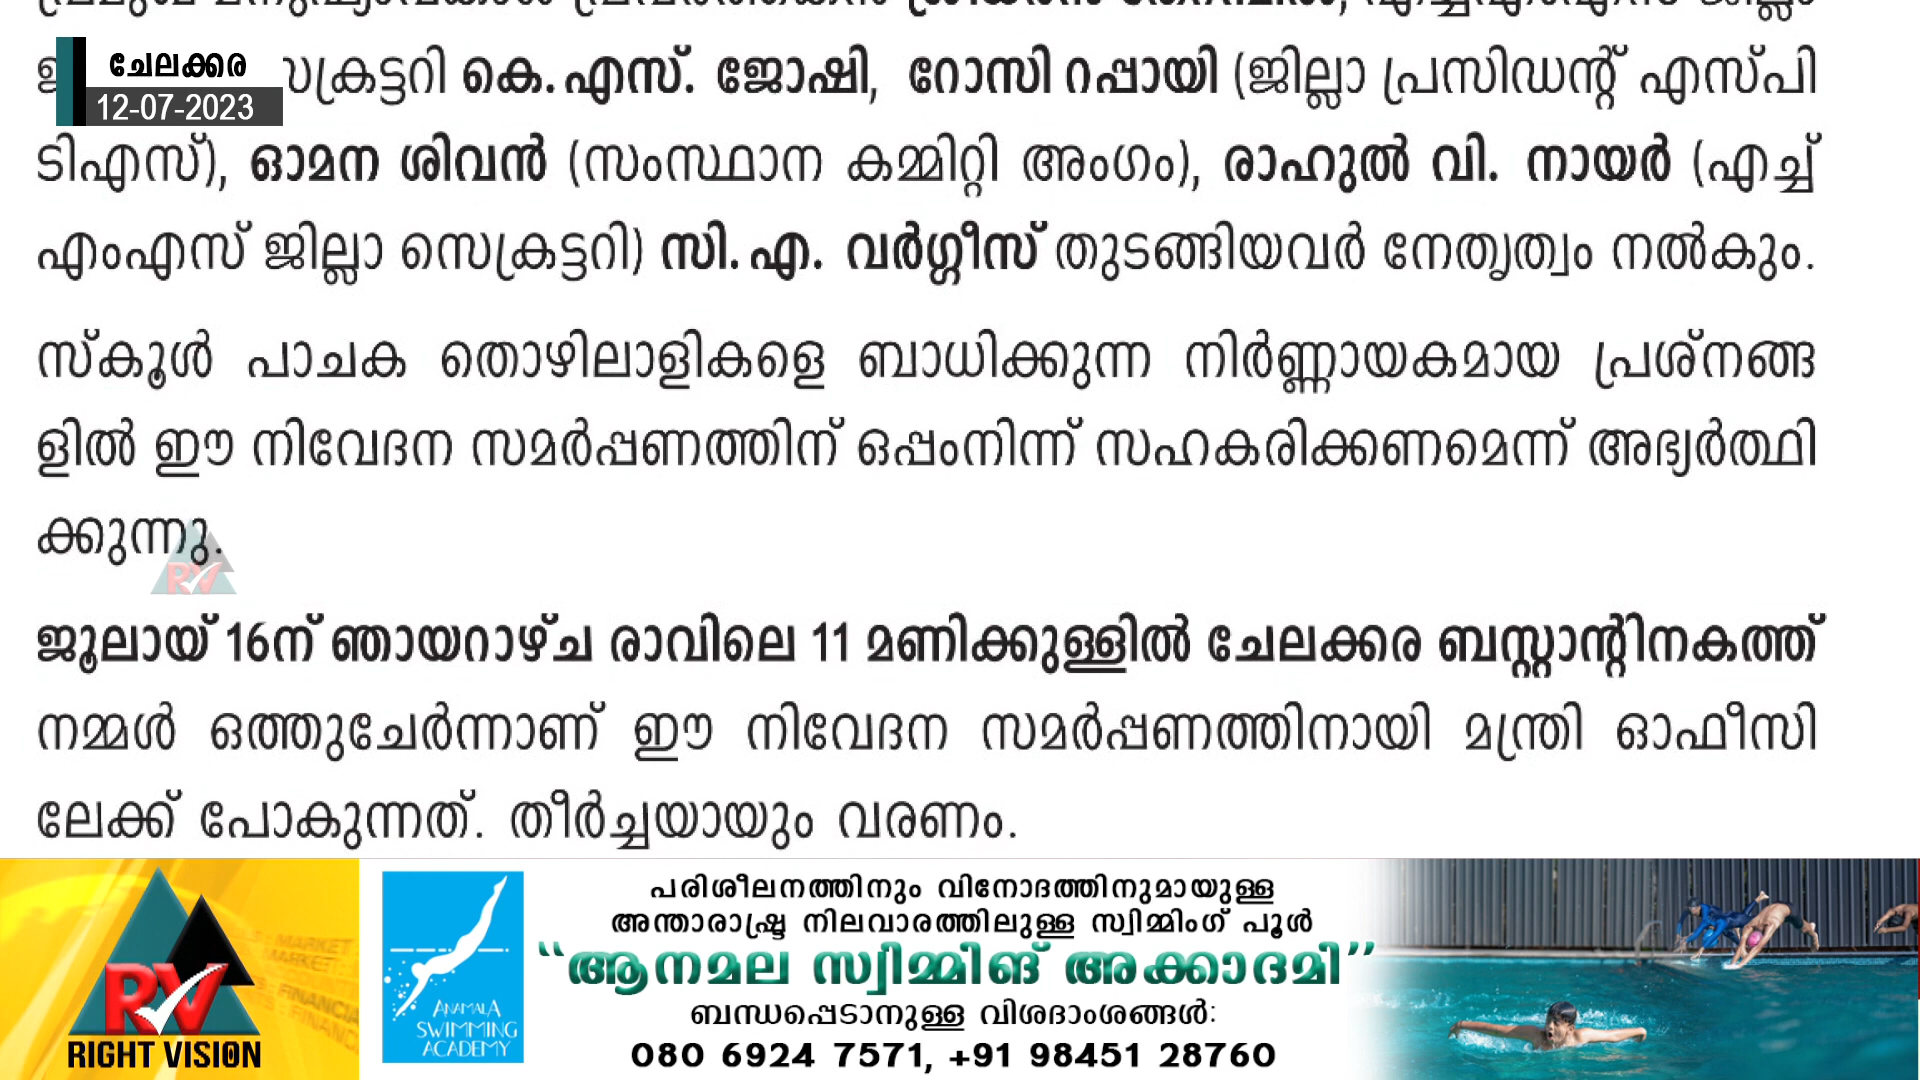 ചേലക്കര
12-07-2023
സെക്രട്ടറി കെ.എസ്. ജോഷി, റോസി റപ്പായി (ജില്ലാ പ്രസിഡന്റ് എസ്പി
ടിഎസ്), ഓമന ശിവൻ (സംസ്ഥാന കമ്മിറ്റി അംഗം), രാഹുൽ വി. നായർ (എച്ച്
എംഎസ് ജില്ലാ സെക്രട്ടറി) സി.എ. വർഗ്ഗീസ് തുടങ്ങിയവർ നേതൃത്വം നൽകും.
സ്കൂൾ പാചക തൊഴിലാളികളെ ബാധിക്കുന്ന നിർണ്ണായകമായ പ്രശ്നങ്ങ
ളിൽ ഈ നിവേദന സമർപ്പണത്തിന് ഒപ്പംനിന്ന് സഹകരിക്കണമെന്ന് അഭ്യർത്ഥി
ക്കുന്നു.
RV
ജൂലായ് 16ന് ഞായറാഴ്ച രാവിലെ 11 മണിക്കുള്ളിൽ ചേലക്കര ബസ്സ്റ്റാന്റിനകത്ത്
നമ്മൾ ഒത്തുചേർന്നാണ് ഈ നിവേദന സമർപ്പണത്തിനായി മന്ത്രി ഓഫീസി
ലേക്ക് പോകുന്നത്. തീർച്ചയായും വരണം.
RV
RIGHT VISION
ANAMALA
SWIMMING
ACADEMY
പരിശീലനത്തിനും വിനോദത്തിനുമായുള്ള
അന്താരാഷ്ട്ര നിലവാരത്തിലുള്ള സ്വിമ്മിംഗ് പൂൾ
“ആനമല സ്വിമ്മിങ് അക്കാദമി”
ബന്ധപ്പെടാനുള്ള വിശദാംശങ്ങൾ:
080 6924 7571, +91 98451 28760